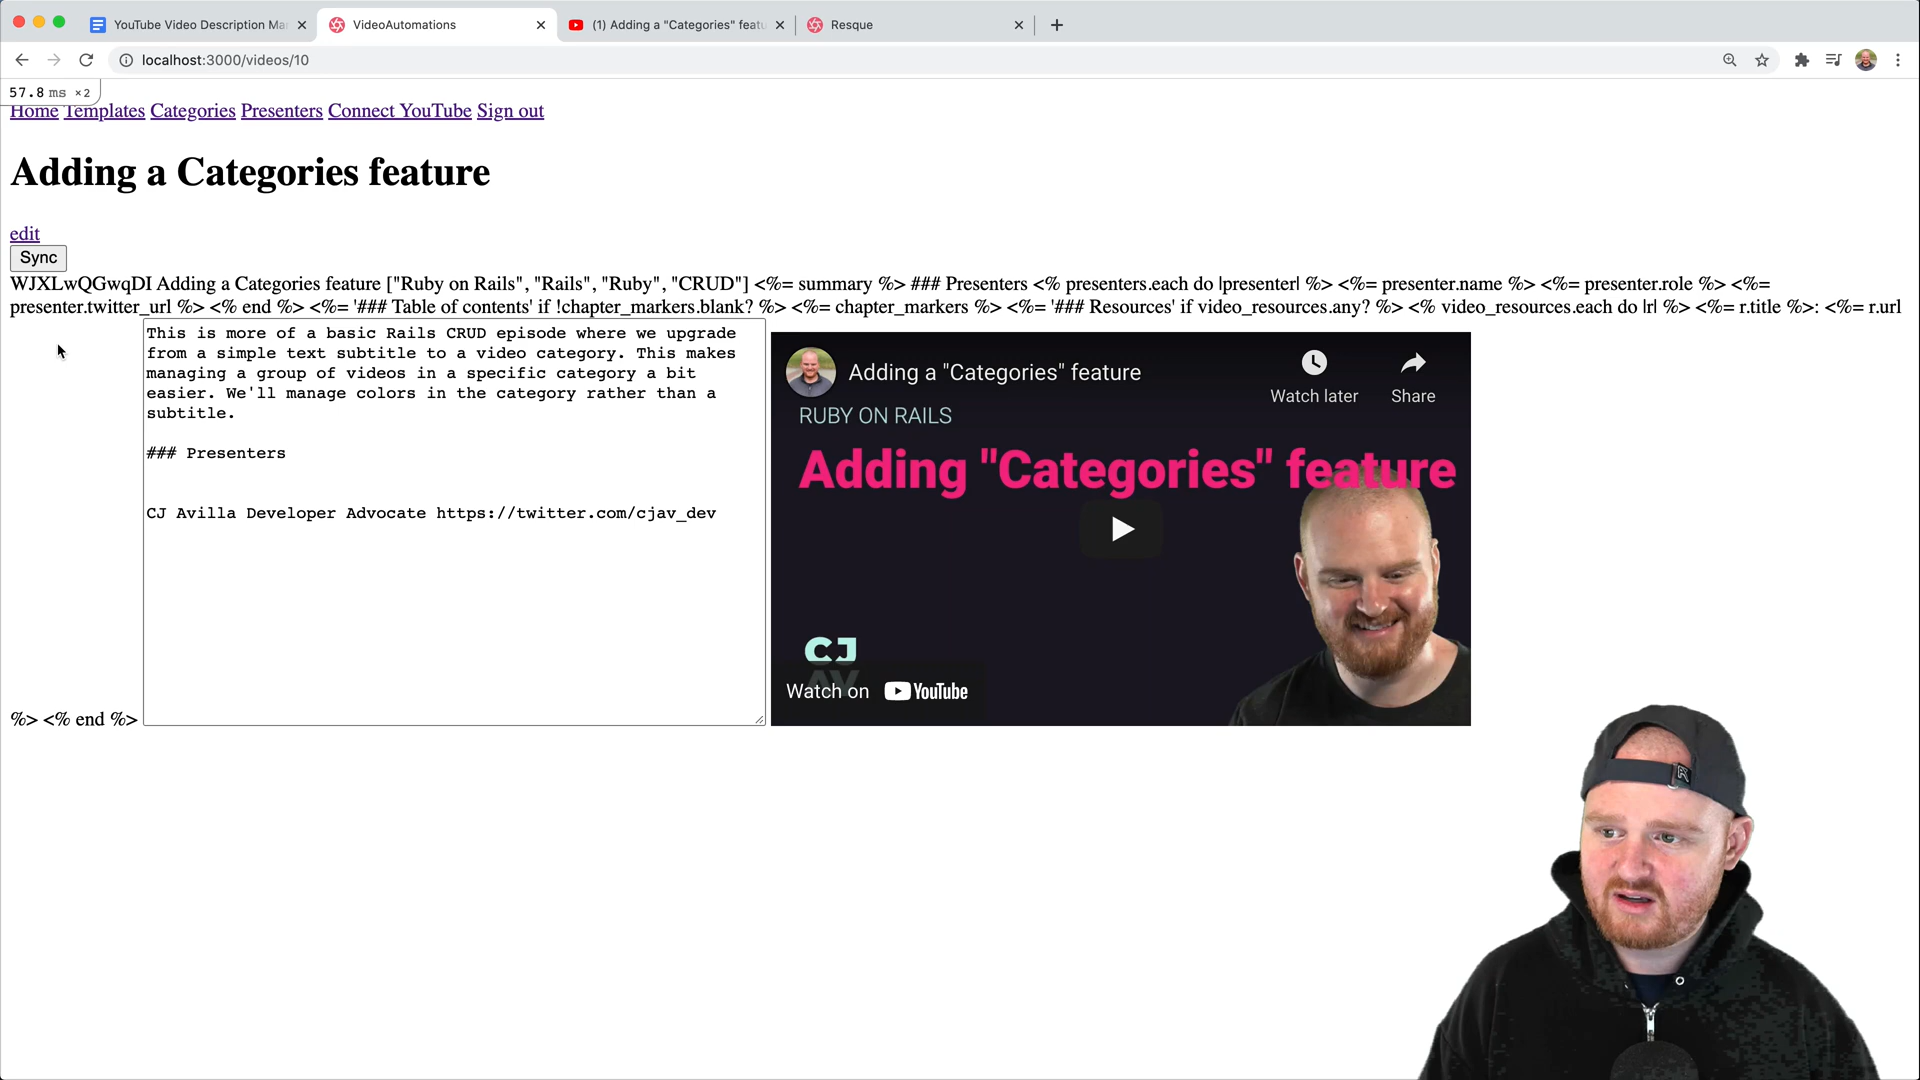 YouTube Video Description Ma
VideoAutomations
(1) Adding a "Categories" featu
Resque
localhost:3000/videos/10
57.8 ms ×2
Home Templates Categories Presenters Connect YouTube Sign out
Adding a Categories feature
edit
Sync
WJXLwQGwqDI Adding a Categories feature ["Ruby on Rails", "Rails", "Ruby", "CRUD"] <%= summary %> ### Presenters <% presenters.each do |presenter| %> <%= presenter.name %> <%= presenter.role %> <%=
presenter.twitter_url %> <% end %> <%= '### Table of contents' if !chapter_markers.blank? %> <%= chapter_markers %> <%= '### Resources' if video_resources.any? %> <% video_resources.each do |r| %> <%= r.title %>: <%= r.url
This is more of a basic Rails CRUD episode where we upgrade
from a simple text subtitle to a video category. This makes
managing a group of videos in a specific category a bit
easier. We'll manage colors in the category rather than a
subtitle.
### Presenters
CJ Avilla Developer Advocate https://twitter.com/cjav_dev
%> <% end %>
Adding a "Categories" feature
Watch later
Share
RUBY ON RAILS
Adding "Categories" feature
CJ
AV
Watch on YouTube